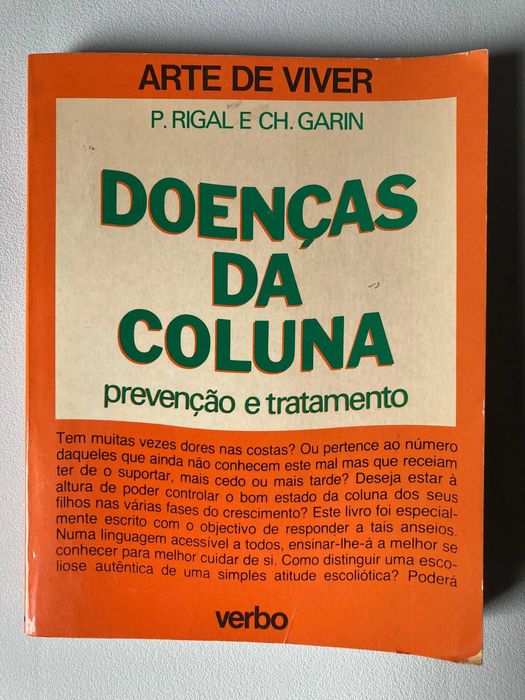 ARTE DE VIVER
P. RIGAL E CH. GARIN
DOENÇAS
DA
COLUNA
prevenção e tratamento
Tem muitas vezes dores nas costas? Ou pertence ao número
daqueles que ainda não conhecem este mal mas que receiam
ter de o suportar, mais cedo ou mais tarde? Deseja estar à
altura de poder controlar o bom estado da coluna dos seus
filhos nas várias fases do crescimento? Este livro foi especial-
mente escrito com o objectivo de responder a tais anseios.
Numa linguagem acessível a todos, ensinar-lhe-á a melhor se
conhecer para melhor cuidar de si. Como distinguir uma esco-
liose autêntica de uma simples atitude escoliótica? Poderá
verbo